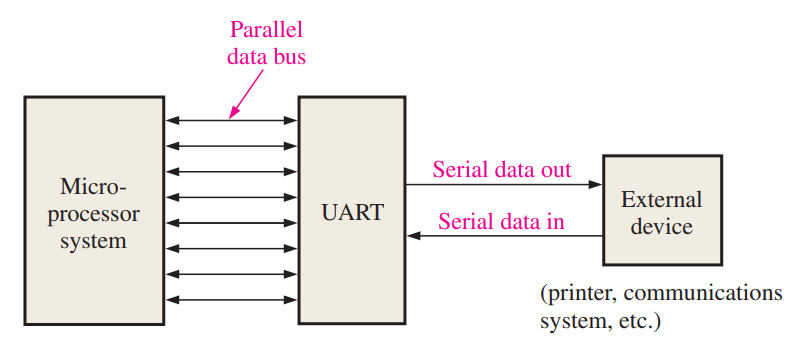 Parallel
data bus
Micro-
processor
system
UART
Serial data out
Serial data in
External
device
(printer, communications
system, etc.)